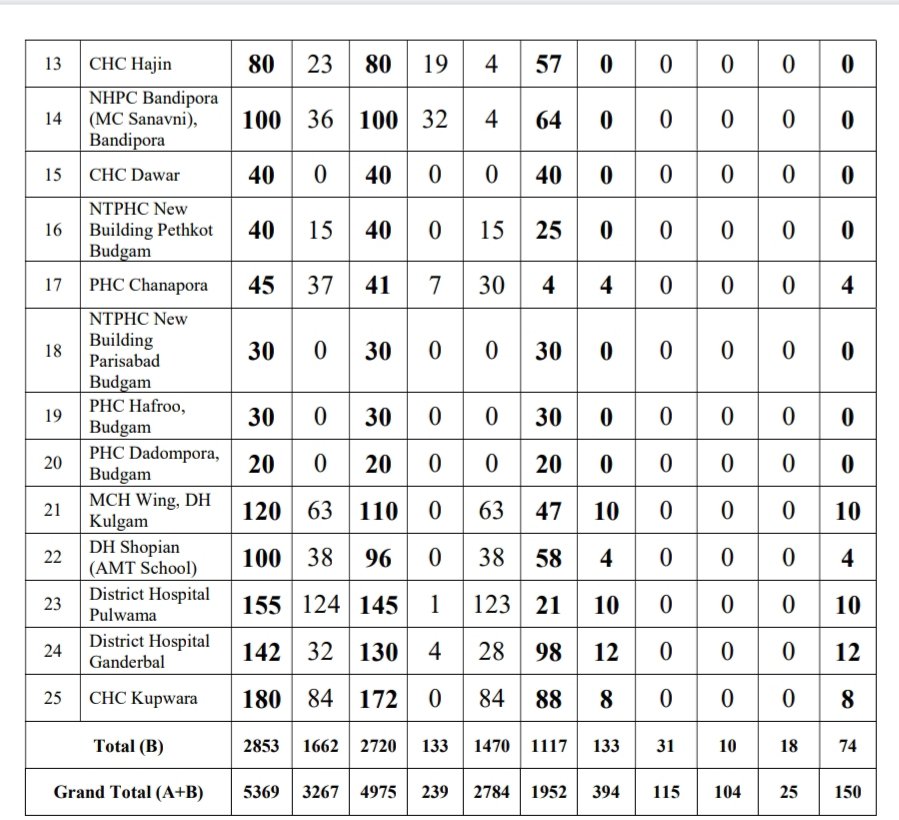 13 CHC Hajin 80 23 80 19 4 57 0 0 0 0 0
14 NHPC Bandipora (MC Sanavni), Bandipora 100 36 100 32 4 64 0 0 0 0 0
15 CHC Dawar 40 0 40 0 0 40 0 0 0 0 0
16 NTPHC New Building Pethkot Budgam 40 15 40 0 15 25 0 0 0 0 0
17 PHC Chanapora 45 37 41 7 30 4 4 0 0 0 4
18 NTPHC New Building Parisabad Budgam 30 0 30 0 0 30 0 0 0 0 0
19 PHC Hafroo, Budgam 30 0 30 0 0 30 0 0 0 0 0
20 PHC Dadompora, Budgam 20 0 20 0 0 20 0 0 0 0 0
21 MCH Wing, DH Kulgam 120 63 110 0 63 47 10 0 0 0 10
22 DH Shopian (AMT School) 100 38 96 0 38 58 4 0 0 0 4
23 District Hospital Pulwama 155 124 145 1 123 21 10 0 0 0 10
24 District Hospital Ganderbal 142 32 130 4 28 98 12 0 0 0 12
25 CHC Kupwara 180 84 172 0 84 88 8 0 0 0 8
Total (B) 2853 1662 2720 133 1470 1117 133 31 10 18 74
Grand Total (A+B) 5369 3267 4975 239 2784 1952 394 115 104 25 150